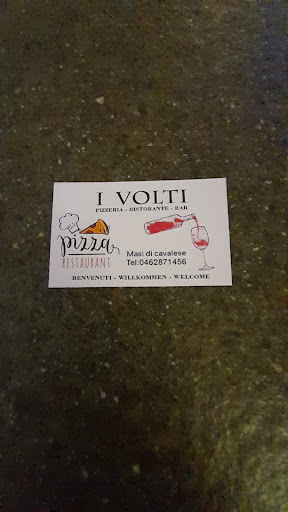 I VOLTI
PIZZERIA - RISTORANTE - BAR
pizza
RESTAURANT
Masi di cavalese
Tel:0462871456
BENVENUTI - WILLKOMMEN - WELCOME